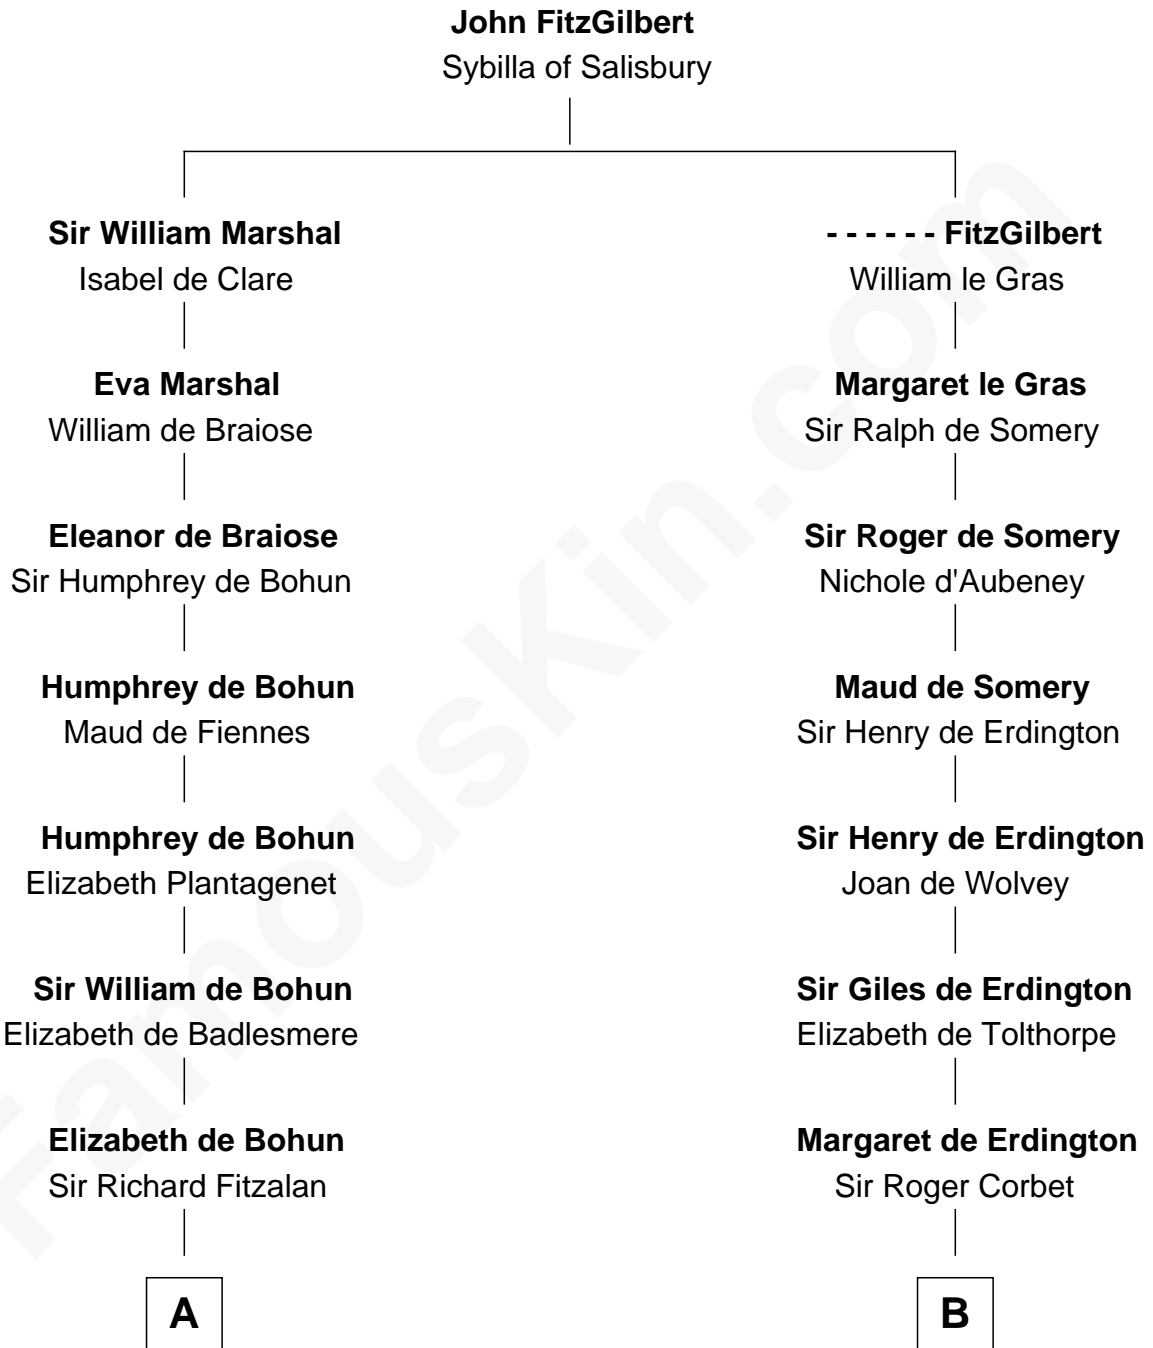 John FitzGilbert
Sybilla of Salisbury
Sir William Marshal
Isabel de Clare
Eva Marshal
William de Braiose
Eleanor de Braiose
Sir Humphrey de Bohun
Humphrey de Bohun
Maud de Fiennes
Humphrey de Bohun
Elizabeth Plantagenet
Sir William de Bohun
Elizabeth de Badlesmere
Elizabeth de Bohun
Sir Richard Fitzalan
A
- - - - - - FitzGilbert
William le Gras
Margaret le Gras
Sir Ralph de Somery
Sir Roger de Somery
Nichole d'Aubeney
Maud de Somery
Sir Henry de Erdington
Sir Henry de Erdington
Joan de Wolvey
Sir Giles de Erdington
Elizabeth de Tolthorpe
Margaret de Erdington
Sir Roger Corbet
B
FamousKin.com